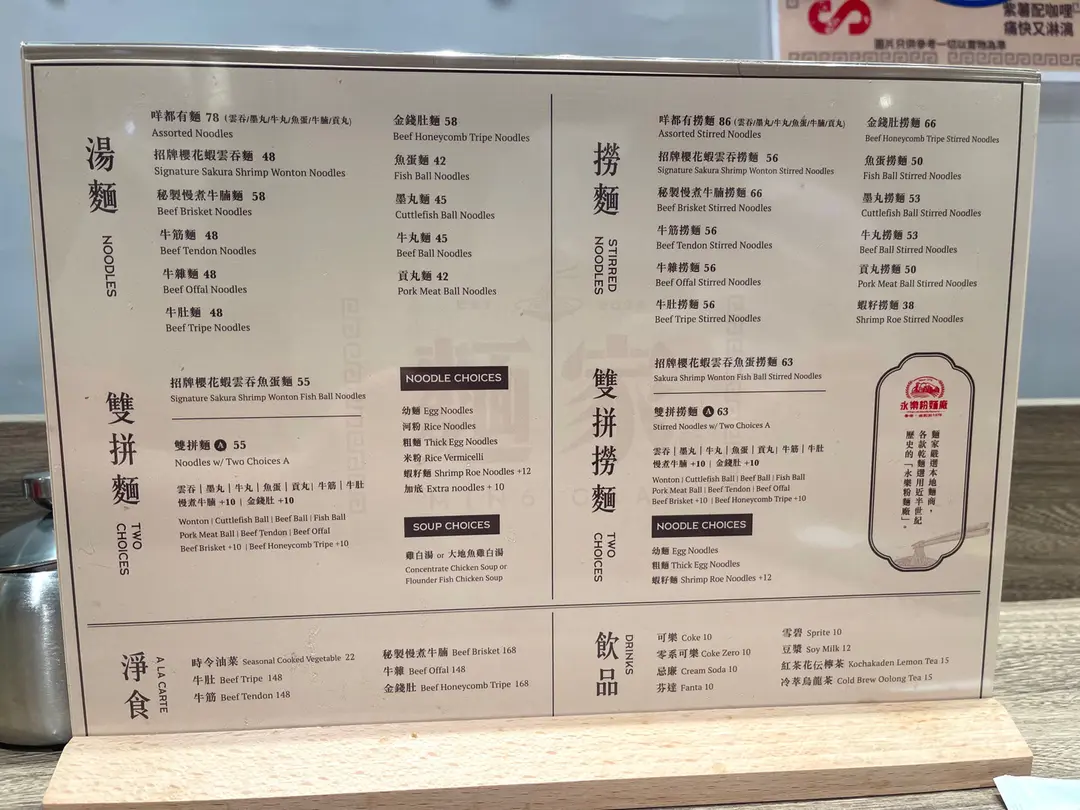 紫薯配咖哩
痛快又淋漓
圖片只供參考一切以實物為準
湯麵
NOODLES
咩都有麵 78 (雲吞/墨丸/牛丸/魚蛋/牛腩/貢丸)
Assorted Noodles
招牌櫻花蝦雲吞麵 48
Signature Sakura Shrimp Wonton Noodles
秘製慢煮牛腩麵 58
Beef Brisket Noodles
牛筋麵 48
Beef Tendon Noodles
牛雜麵 48
Beef Offal Noodles
牛肚麵 48
Beef Tripe Noodles
金錢肚麵 58
Beef Honeycomb Tripe Noodles
魚蛋麵 42
Fish Ball Noodles
墨丸麵 45
Cuttlefish Ball Noodles
牛丸麵 45
Beef Ball Noodles
貢丸麵 42
Pork Meat Ball Noodles
雙拼麵
TWO CHOICES
招牌櫻花蝦雲吞魚蛋麵 55
Signature Sakura Shrimp Wonton Fish Ball Noodles
雙拼麵 A 55
Noodles w/ Two Choices A
雲吞 | 墨丸 | 牛丸 | 魚蛋 | 貢丸 | 牛筋 | 牛肚
慢煮牛腩 +10 | 金錢肚 +10
Wonton | Cuttlefish Ball | Beef Ball | Fish Ball
Pork Meat Ball | Beef Tendon | Beef Offal
Beef Brisket +10 | Beef Honeycomb Tripe +10
NOODLE CHOICES
幼麵 Egg Noodles
河粉 Rice Noodles
粗麵 Thick Egg Noodles
米粉 Rice Vermicelli
蝦籽麵 Shrimp Roe Noodles +12
加底 Extra noodles + 10
SOUP CHOICES
雞白湯 or 大地魚雞白湯
Concentrate Chicken Soup or
Flounder Fish Chicken Soup
撈麵
STIRRED NOODLES
咩都有撈麵 86 (雲吞/墨丸/牛丸/魚蛋/牛腩/貢丸)
Assorted Stirred Noodles
招牌櫻花蝦雲吞撈麵 56
Signature Sakura Shrimp Wonton Stirred Noodles
秘製慢煮牛腩撈麵 66
Beef Brisket Stirred Noodles
牛筋撈麵 56
Beef Tendon Stirred Noodles
牛雜撈麵 56
Beef Offal Stirred Noodles
牛肚撈麵 56
Beef Tripe Stirred Noodles
金錢肚撈麵 66
Beef Honeycomb Tripe Stired Noodles
魚蛋撈麵 50
Fish Ball Stirred Noodles
墨丸撈麵 53
Cuttlefish Ball Stirred Noodles
牛丸撈麵 53
Beef Ball Stirred Noodles
貢丸撈麵 50
Pork Meat Ball Stirred Noodles
蝦籽撈麵 38
Shrimp Roe Stirred Noodles
雙拼撈麵
TWO CHOICES
招牌櫻花蝦雲吞魚蛋撈麵 63
Sakura Shrimp Wonton Fish Ball Stirred Noodles
雙拼撈麵 A 63
Stirred Noodles w/ Two Choices A
雲吞 | 墨丸 | 牛丸 | 魚蛋 | 貢丸 | 牛筋 | 牛肚
慢煮牛腩 +10 | 金錢肚 +10
Wonton | Cuttlefish Ball | Beef Ball | Fish Ball
Pork Meat Ball | Beef Tendon | Beef Offal
Beef Brisket +10 | Beef Honeycomb Tripe +10
NOODLE CHOICES
幼麵 Egg Noodles
粗麵 Thick Egg Noodles
蝦籽麵 Shrimp Roe Noodles +12
永樂粉麵廠
麵家嚴選本地麵商,
各款乾麵選用近半世紀
歷史的「永樂粉麵廠」。
麵家
淨食
A LA CARTE
時令油菜 Seasonal Cooked Vegetable 22
牛肚 Beef Tripe 148
牛筋 Beef Tendon 148
秘製慢煮牛腩 Beef Brisket 168
牛雜 Beef Offal 148
金錢肚 Beef Honeycomb Tripe 168
飲品
DRINKS
可樂 Coke 10
零系可樂 Coke Zero 10
忌廉 Cream Soda 10
芬達 Fanta 10
雪碧 Sprite 10
豆漿 Soy Milk 12
紅茶花伝檸茶 Kochakaden Lemon Tea 15
冷萃烏龍茶 Cold Brew Oolong Tea 15